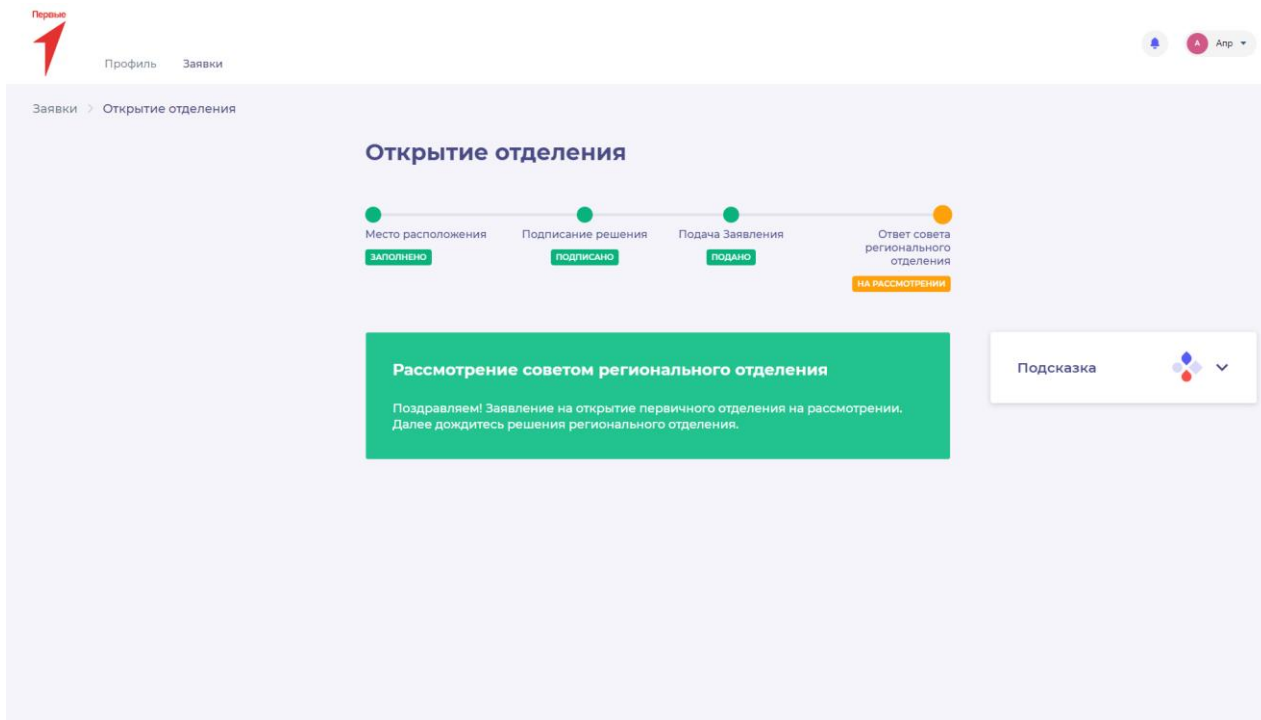 Первые
Профиль Заявки
А Апр
Заявки > Открытие отделения
Открытие отделения
Место расположения
ЗАПОЛНЕНО
Подписание решения
ПОДПИСАНО
Подача Заявления
ПОДАНО
Ответ совета
регионального
отделения
НА РАССМОТРЕНИИ
Рассмотрение советом регионального отделения
Поздравляем! Заявление на открытие первичного отделения на рассмотрении.
Далее дождитесь решения регионального отделения.
Подсказка